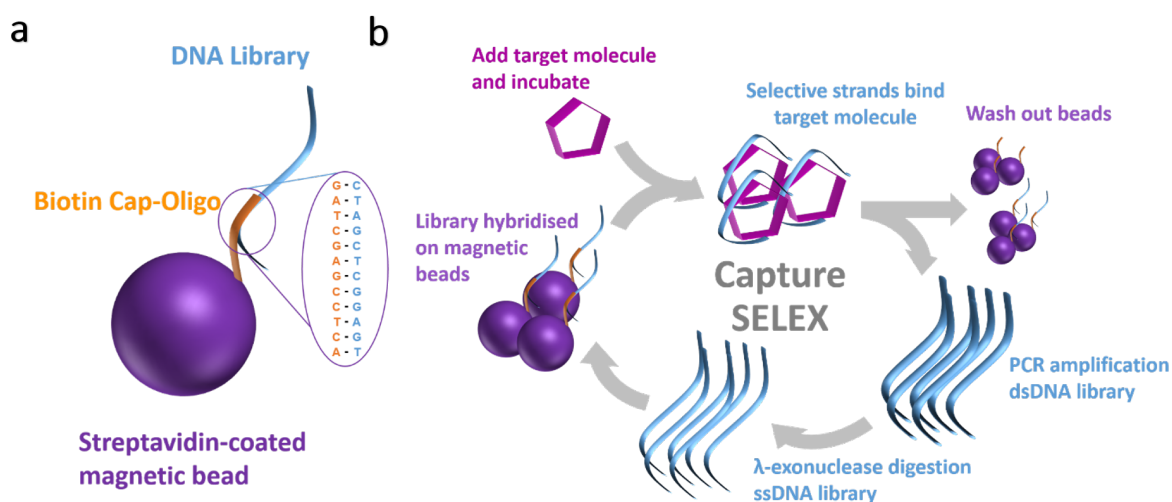 a
DNA Library
Biotin Cap-Oligo
G - C
A - T
T - A
C - G
G - C
A - T
G - C
C - G
C - G
T - A
C - G
A - T
Streptavidin-coated
magnetic bead
b
Add target molecule
and incubate
Selective strands bind
target molecule
Wash out beads
Library hybridised
on magnetic
beads
Capture
SELEX
PCR amplification
dsDNA library
λ-exonuclease digestion
ssDNA library